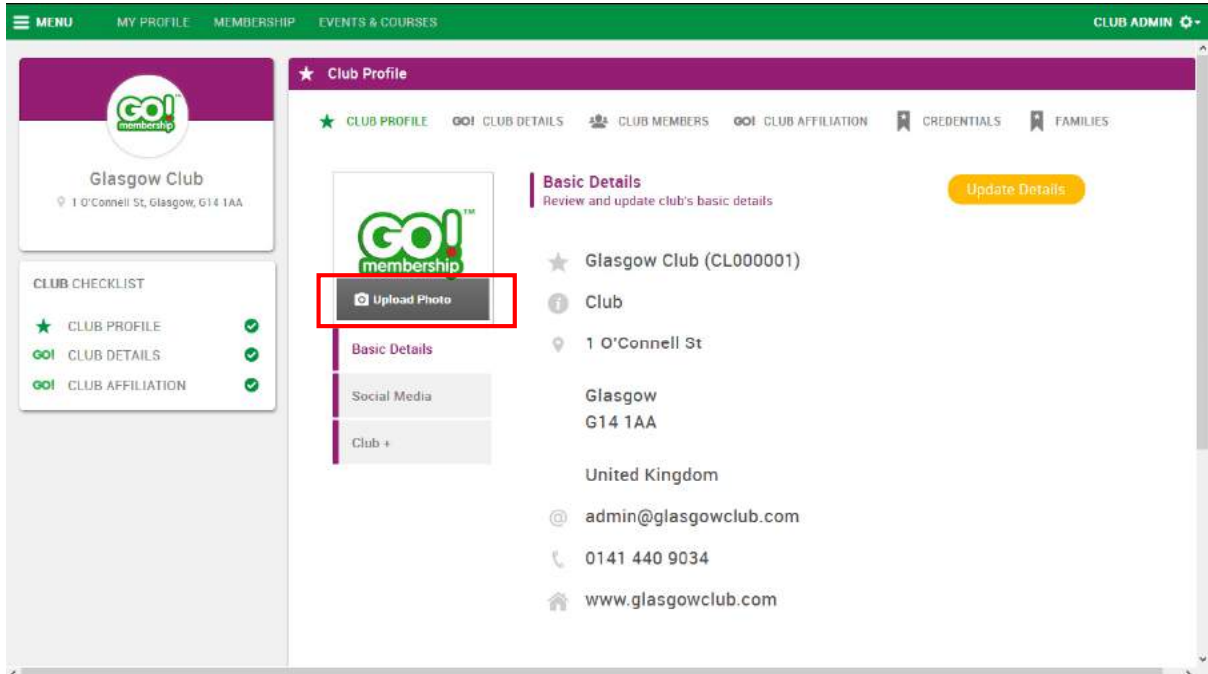 MENU MY PROFILE MEMBERSHIP EVENTS & COURSES CLUB ADMIN
GO!
membership
Glasgow Club
1 O'Connell St, Glasgow, G14 1AA
CLUB CHECKLIST
CLUB PROFILE
GO! CLUB DETAILS
GO! CLUB AFFILIATION
Club Profile
CLUB PROFILE GO! CLUB DETAILS CLUB MEMBERS GO! CLUB AFFILIATION CREDENTIALS FAMILIES
GO!™
membership
Upload Photo
Basic Details
Social Media
Club +
Basic Details
Review and update club's basic details
Update Details
Glasgow Club (CL000001)
Club
1 O'Connell St
Glasgow
G14 1AA
United Kingdom
@ admin@glasgowclub.com
0141 440 9034
www.glasgowclub.com